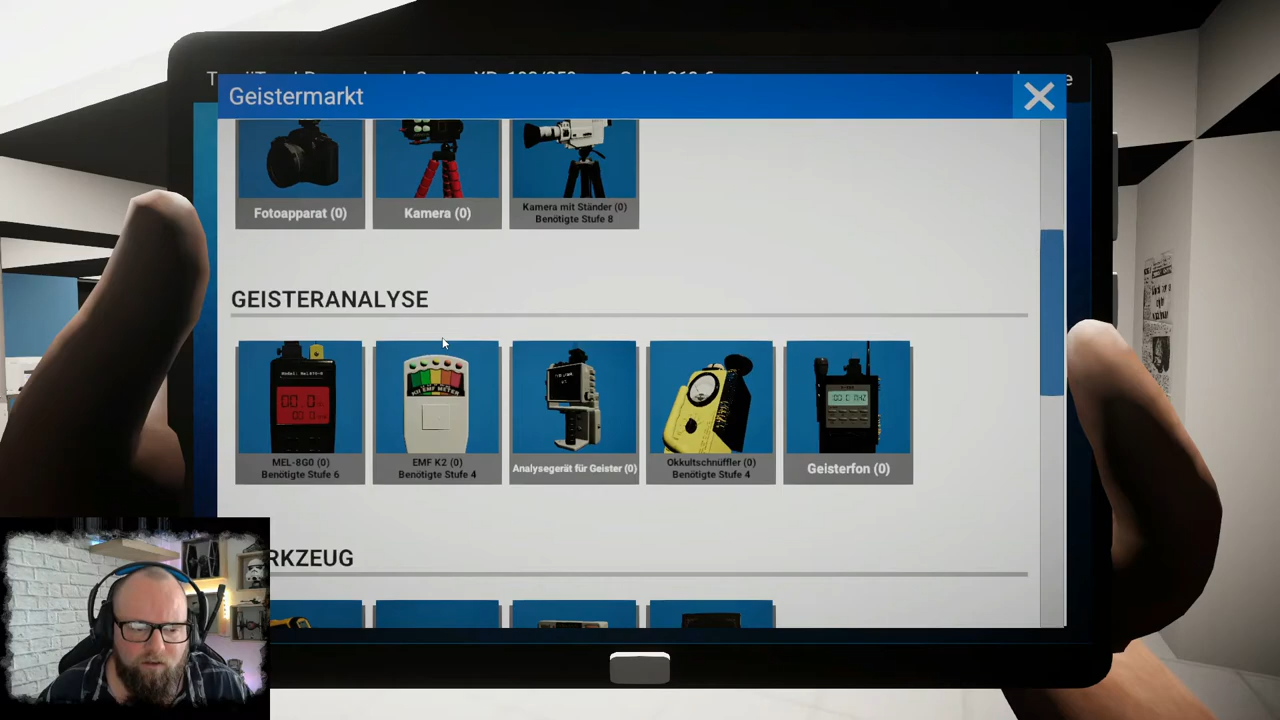 Geistermarkt
Fotoapparat (0)
Kamera (0)
Kamera mit Ständer (0)
Benötigte Stufe 8
GEISTERANALYSE
MEL-8G0 (0)
Benötigte Stufe 6
EMF K2 (0)
Benötigte Stufe 4
Analysegerät für Geister (0)
Okkultschnüffler (0)
Benötigte Stufe 4
Geisterfon (0)
RKZEUG